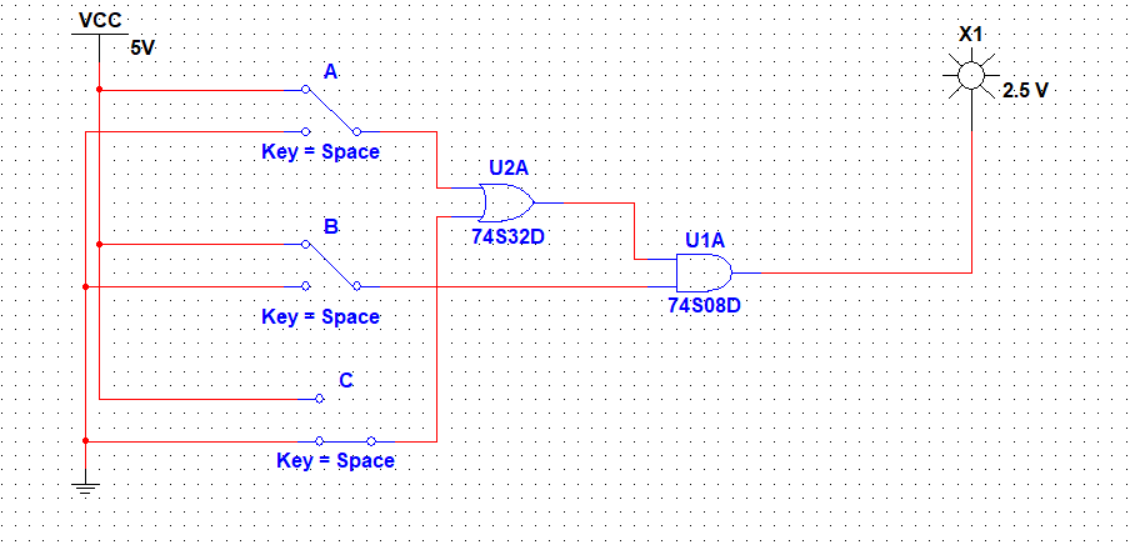 VCC
5V
X1
2.5 V
A
Key = Space
U2A
74S32D
B
Key = Space
U1A
74S08D
C
Key = Space